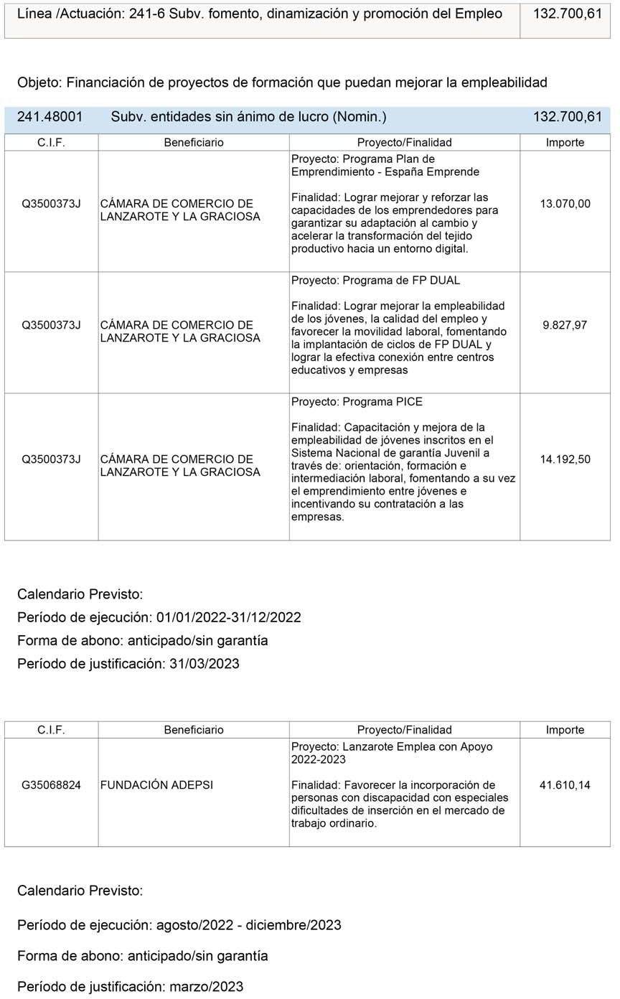 Línea /Actuación: 241-6 Subv. fomento, dinamización y promoción del Empleo 132.700,61
Objeto: Financiación de proyectos de formación que puedan mejorar la empleabilidad
241.48001 Subv. entidades sin ánimo de lucro (Nomin.) 132.700,61
C.I.F. Beneficiario Proyecto/Finalidad Importe
Q3500373J
CÁMARA DE COMERCIO DE
LANZAROTE Y LA GRACIOSA
Proyecto: Programa Plan de
Emprendimiento - España Emprende
Finalidad: Lograr mejorar y reforzar las
capacidades de los emprendedores para
garantizar su adaptación al cambio y
acelerar la transformación del tejido
productivo hacia un entorno digital.
13.070,00
Q3500373J
CÁMARA DE COMERCIO DE
LANZAROTE Y LA GRACIOSA
Proyecto: Programa de FP DUAL
Finalidad: Lograr mejorar la empleabilidad
de los jóvenes, la calidad del empleo y
favorecer la movilidad laboral, fomentando
la implantación de ciclos de FP DUAL y
lograr la efectiva conexión entre centros
educativos y empresas
9.827,97
Q3500373J
CÁMARA DE COMERCIO DE
LANZAROTE Y LA GRACIOSA
Proyecto: Programa PICE
Finalidad: Capacitación y mejora de la
empleabilidad de jóvenes inscritos en el
Sistema Nacional de garantía Juvenil a
través de: orientación, formación e
intermediación laboral, fomentando a su vez
el emprendimiento entre jóvenes e
incentivando su contratación a las
empresas.
14.192,50
Calendario Previsto:
Período de ejecución: 01/01/2022-31/12/2022
Forma de abono: anticipado/sin garantía
Período de justificación: 31/03/2023
C.I.F. Beneficiario Proyecto/Finalidad Importe
G35068824
FUNDACIÓN ADEPSI
Proyecto: Lanzarote Emplea con Apoyo
2022-2023
Finalidad: Favorecer la incorporación de
personas con discapacidad con especiales
dificultades de inserción en el mercado de
trabajo ordinario.
41.610,14
Calendario Previsto:
Período de ejecución: agosto/2022 - diciembre/2023
Forma de abono: anticipado/sin garantía
Período de justificación: marzo/2023